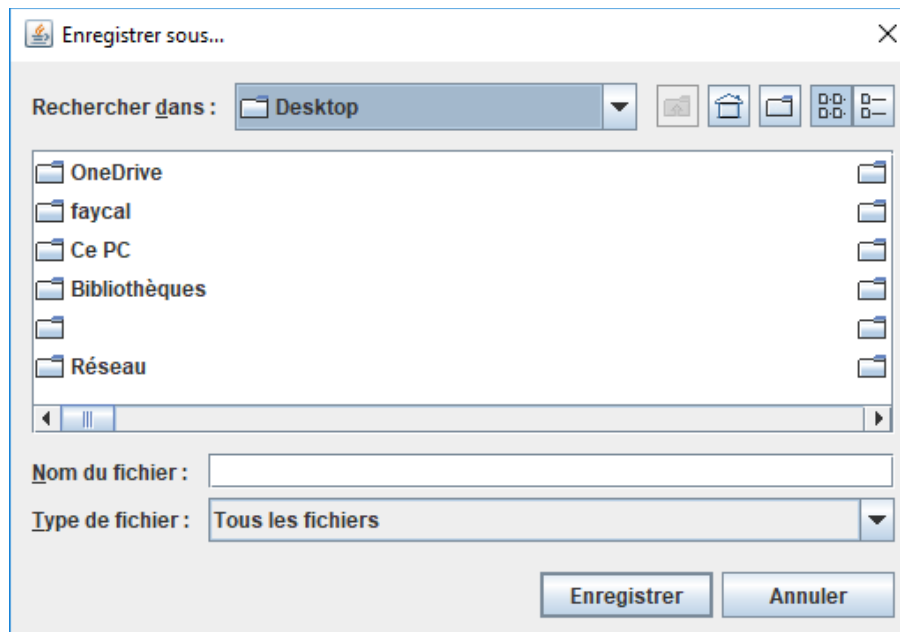 Enregistrer sous...
Rechercher dans : Desktop
OneDrive
faycal
Ce PC
Bibliothèques
Réseau
Nom du fichier :
Type de fichier : Tous les fichiers
Enregistrer Annuler